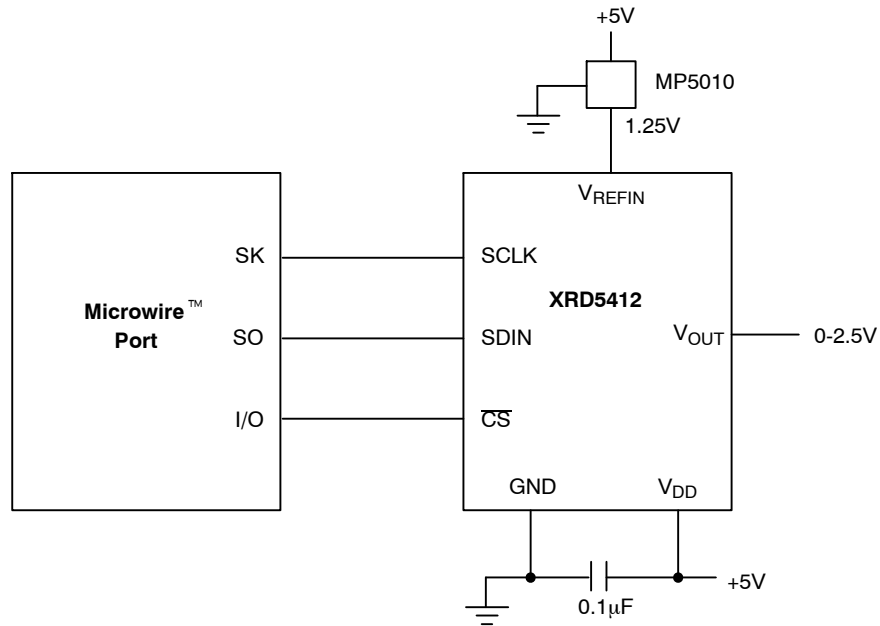 +5V
MP5010
1.25V
VREFIN
SK
SCLK
Microwire™
Port
XRD5412
SO
SDIN
VOUT
0-2.5V
I/O
C̅S̅
GND
VDD
+5V
0.1μF